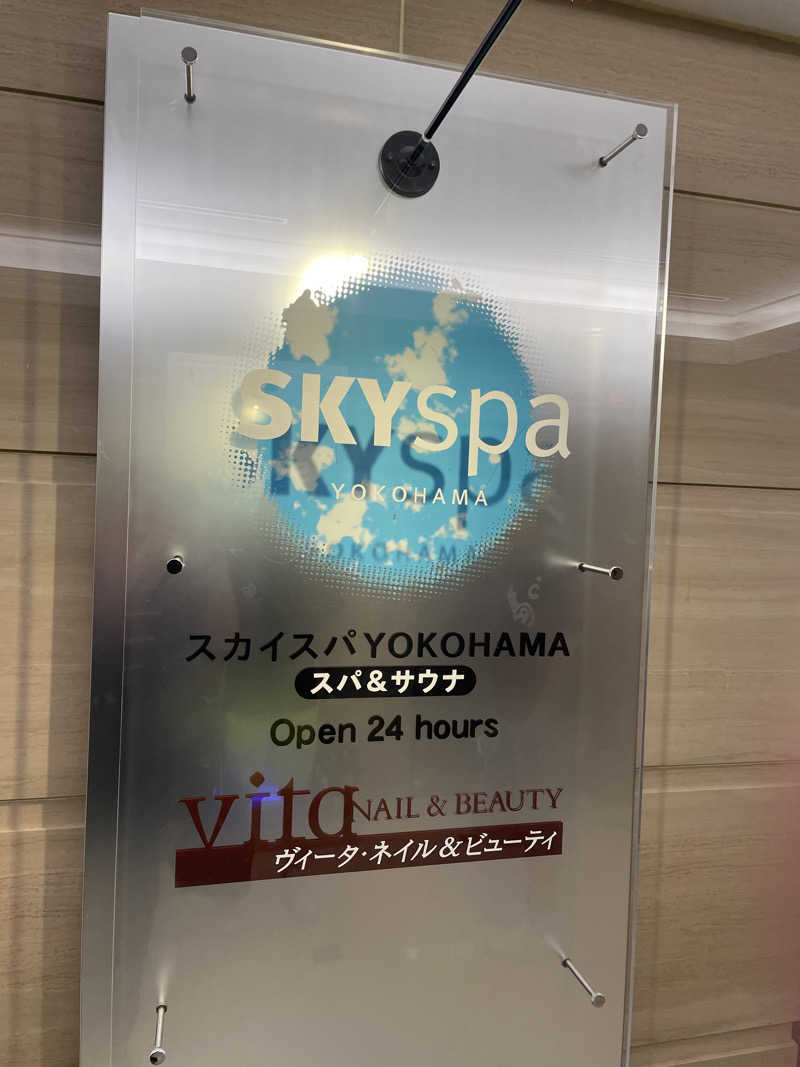 SKYspa
YOKOHAMA
スカイスパYOKOHAMA
スパ&サウナ
Open 24 hours
vita NAIL & BEAUTY
ヴィータ・ネイル&ビューティ